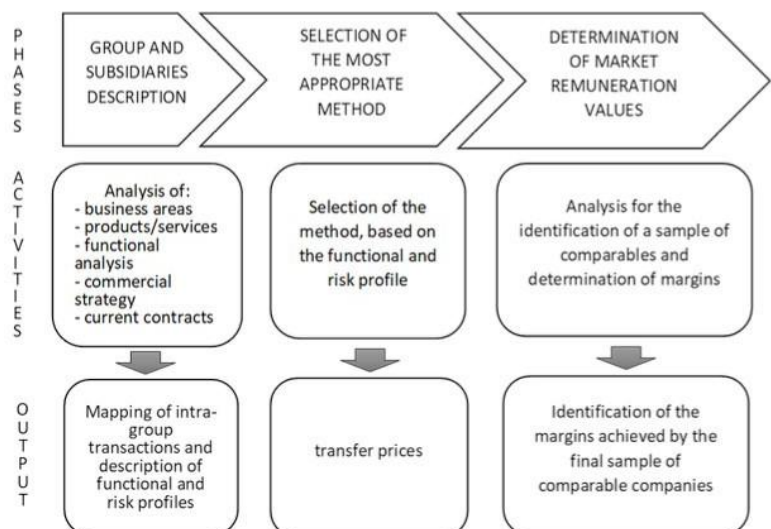 PHASES
GROUP AND
SUBSIDIARIES
DESCRIPTION
SELECTION OF
THE MOST
APPROPRIATE
METHOD
DETERMINATION
OF MARKET
REMUNERATION
VALUES
ACTIVITIES
Analysis of:
- business areas
- products/services
- functional
analysis
- commercial
strategy
- current contracts
Selection of the
method, based on
the functional and
risk profile
Analysis for the
identification of a sample of
comparables and
determination of margins
OUTPUT
Mapping of intra-
group
transactions and
description of
functional and
risk profiles
transfer prices
Identification of the
margins achieved by the
final sample of
comparable companies